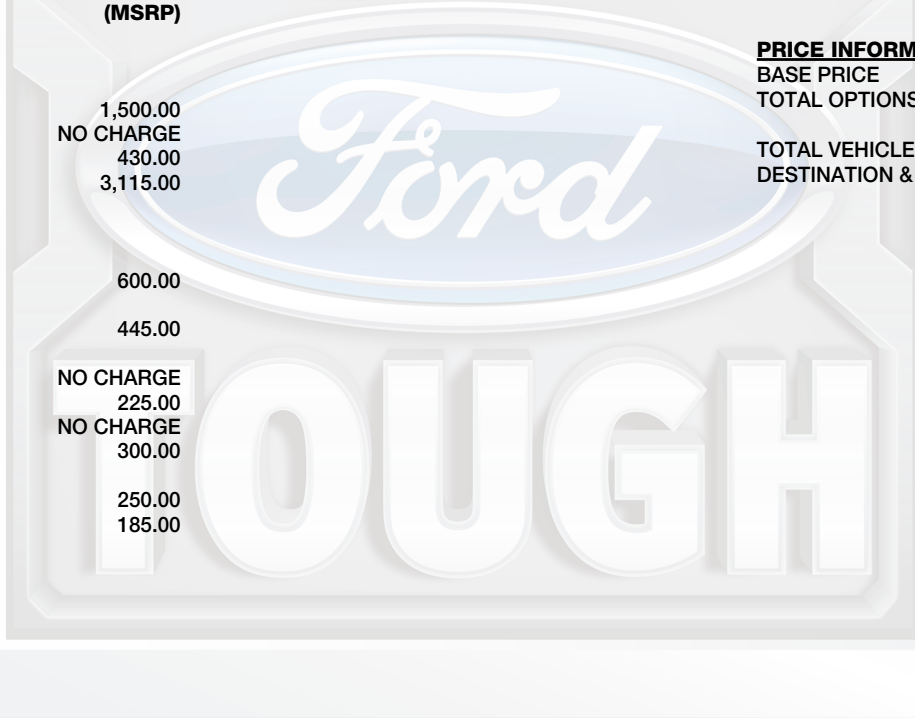 (MSRP)
1,500.00
NO CHARGE
430.00
3,115.00
600.00
445.00
NO CHARGE
225.00
NO CHARGE
300.00
250.00
185.00
PRICE INFORM
BASE PRICE
TOTAL OPTIONS
TOTAL VEHICLE
DESTINATION &
Ford
TOUGH